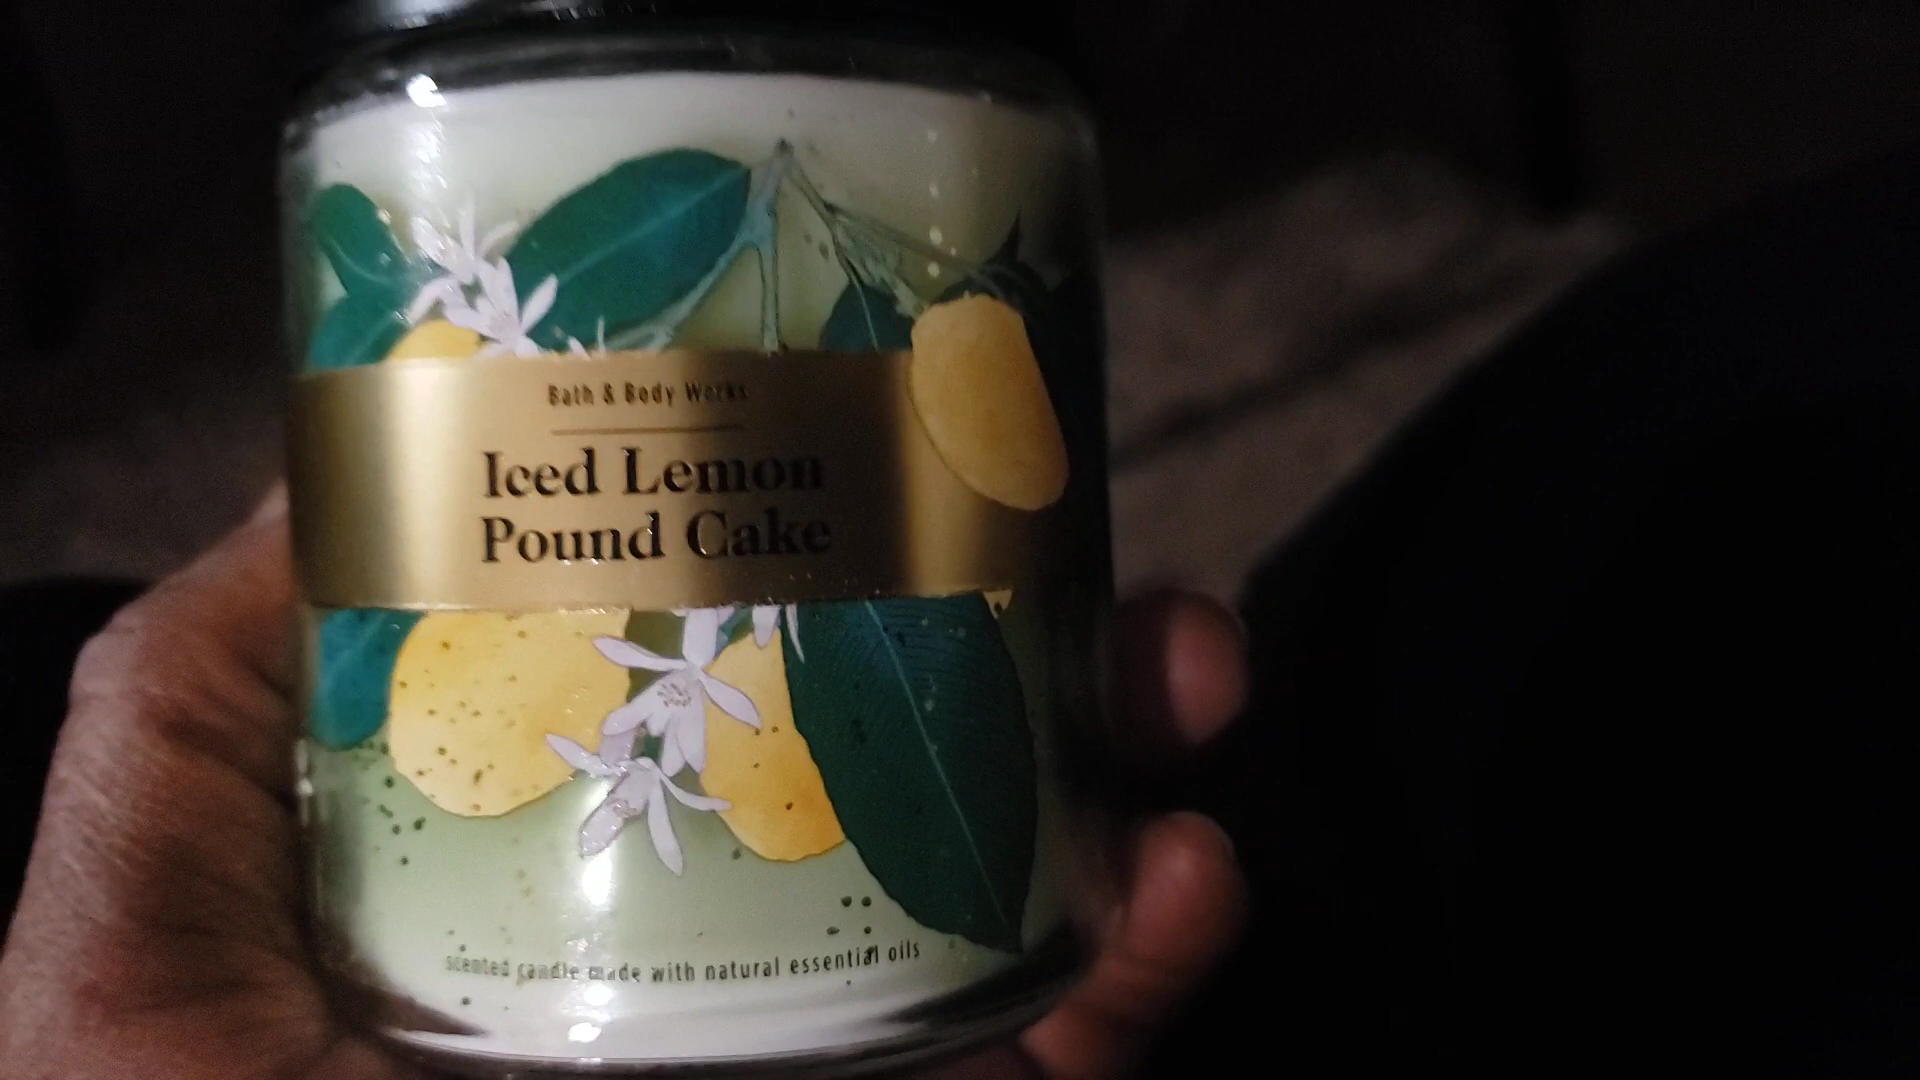 Bath & Body Works
Iced Lemon
Pound Cake
scented candle made with natural essential oils